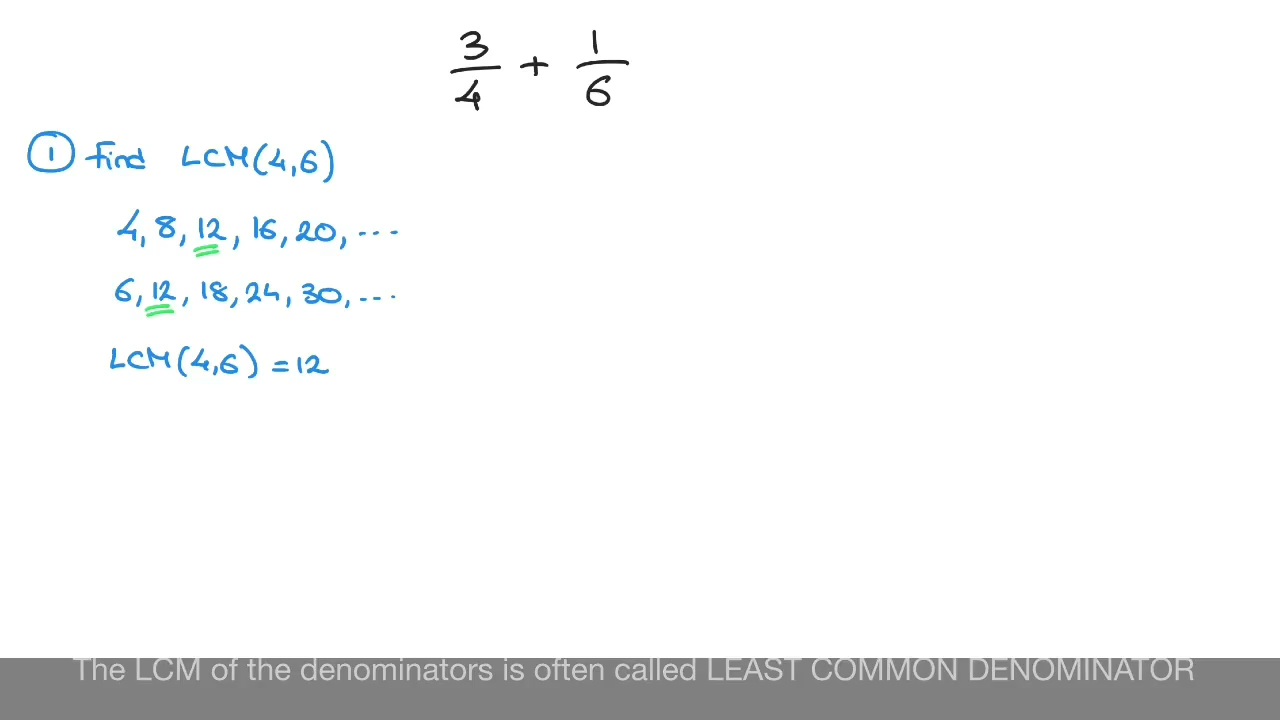 3/4 + 1/6
① Find LCM(4,6)
4, 8, 12, 16, 20, ...
6, 12, 18, 24, 30, ...
LCM(4,6) = 12
The LCM of the denominators is often called LEAST COMMON DENOMINATOR